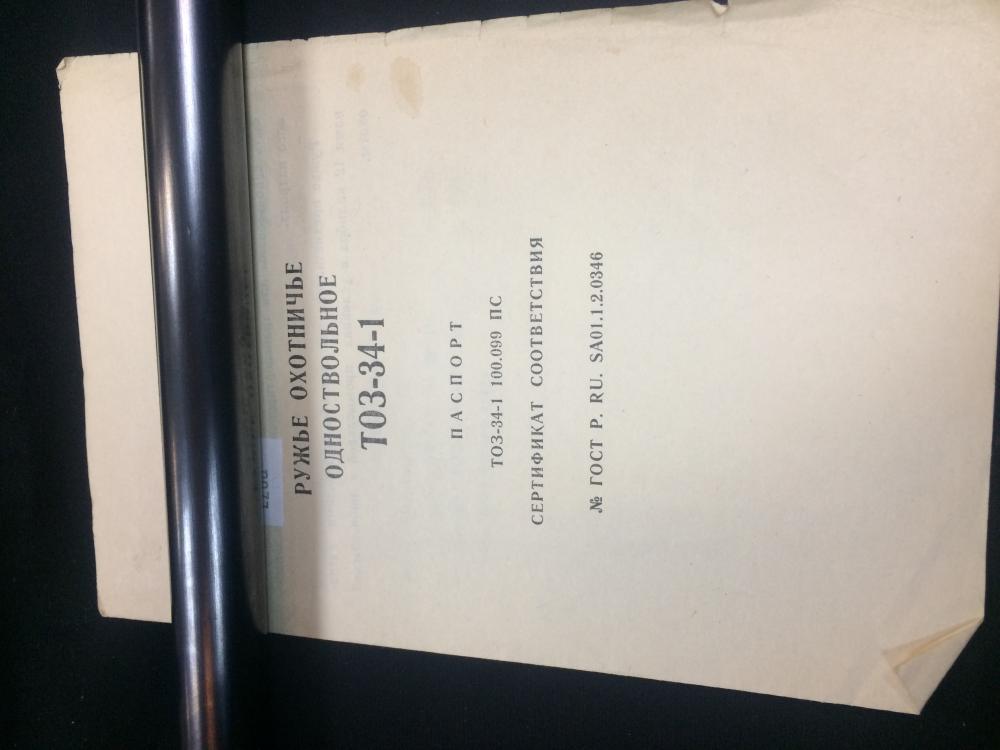 РУЖЬЕ ОХОТНИЧЬЕ
ОДНОСТВОЛЬНОЕ
ТОЗ-34-1
ПАСПОРТ
ТОЗ-34-1 100.099 ПС
СЕРТИФИКАТ СООТВЕТСТВИЯ
№ ГОСТ Р. RU. SA01.1.2.0346